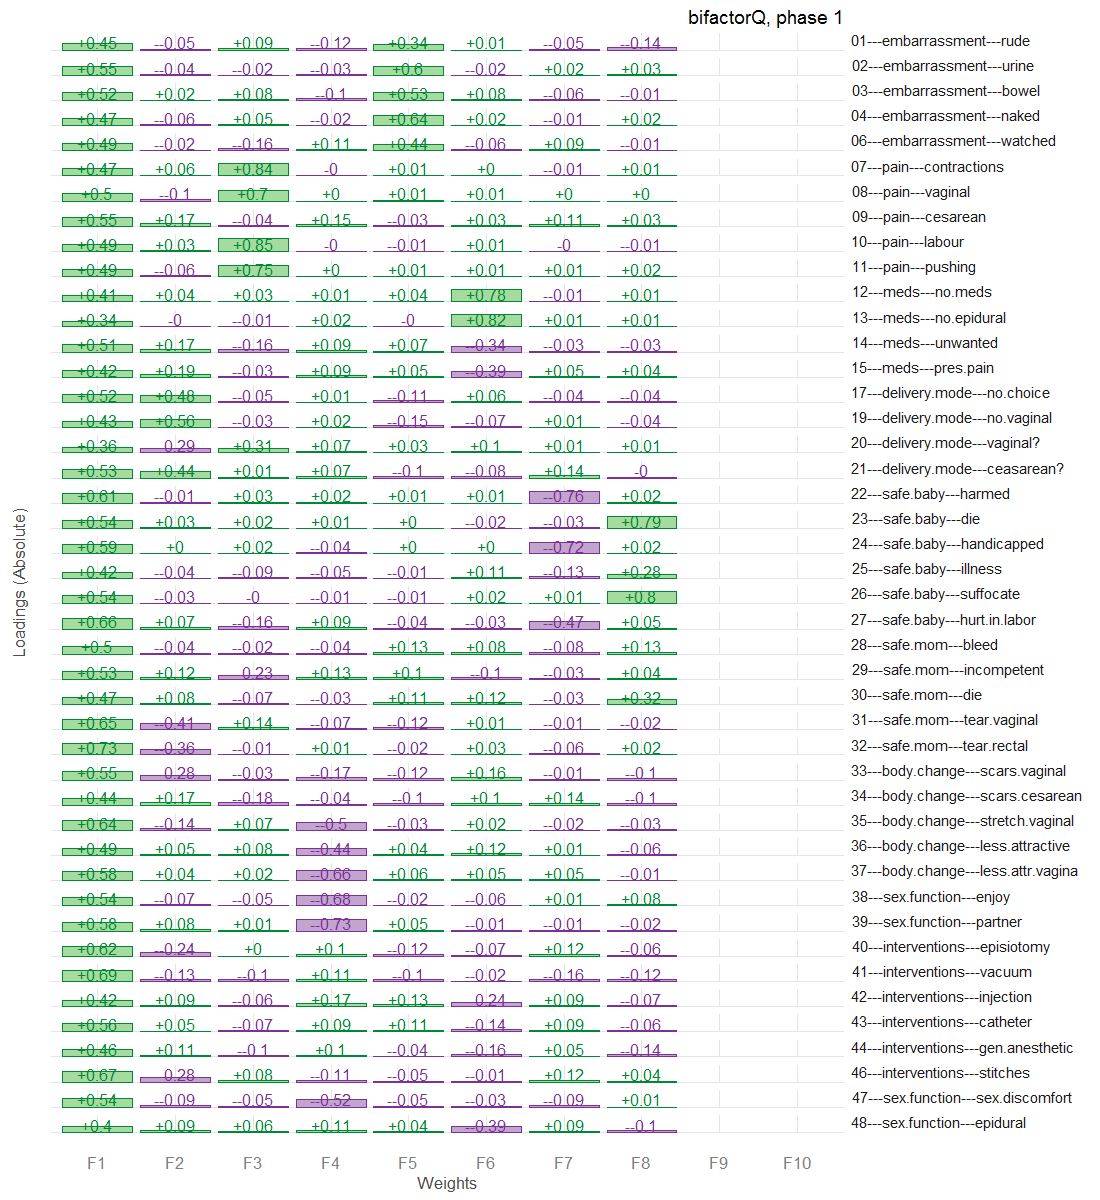 bifactorQ, phase 1
+0.45 --0.05 +0.09 --0.12 +0.34 +0.01 --0.05 --0.14 01---embarrassment---rude
+0.55 --0.04 --0.02 --0.03 +0.6 --0.02 +0.02 +0.03 02---embarrassment---urine
+0.52 +0.02 +0.08 --0.1 +0.53 +0.08 --0.06 --0.01 03---embarrassment---bowel
+0.47 --0.06 +0.05 --0.02 +0.64 +0.02 --0.01 +0.02 04---embarrassment---naked
+0.49 --0.02 --0.16 +0.11 +0.44 --0.06 +0.09 --0.01 06---embarrassment---watched
+0.47 +0.06 +0.84 -0 +0.01 +0 --0.01 +0.01 07---pain---contractions
+0.5 --0.1 +0.7 +0 +0.01 +0.01 +0 +0 08---pain---vaginal
+0.55 +0.17 --0.04 +0.15 --0.03 +0.03 +0.11 +0.03 09---pain---cesarean
+0.49 +0.03 +0.85 -0 --0.01 +0.01 -0 --0.01 10---pain---labour
+0.49 --0.06 +0.75 +0 +0.01 +0.01 +0.01 +0.02 11---pain---pushing
+0.41 +0.04 +0.03 +0.01 +0.04 +0.78 --0.01 +0.01 12---meds---no.meds
+0.34 -0 --0.01 +0.02 -0 +0.82 +0.01 +0.01 13---meds---no.epidural
+0.51 +0.17 --0.16 +0.09 +0.07 --0.34 --0.03 --0.03 14---meds---unwanted
+0.42 +0.19 --0.03 +0.09 +0.05 --0.39 +0.05 +0.04 15---meds---pres.pain
+0.52 +0.48 --0.05 +0.01 --0.11 +0.06 --0.04 --0.04 17---delivery.mode---no.choice
+0.43 +0.56 --0.03 +0.02 --0.15 --0.07 +0.01 --0.04 19---delivery.mode---no.vaginal
+0.36 --0.29 +0.31 +0.07 +0.03 +0.1 +0.01 +0.01 20---delivery.mode---vaginal?
+0.53 +0.44 +0.01 +0.07 --0.1 --0.08 +0.14 -0 21---delivery.mode---ceasarean?
+0.61 --0.01 +0.03 +0.02 +0.01 +0.01 --0.76 +0.02 22---safe.baby---harmed
+0.54 +0.03 +0.02 +0.01 +0 --0.02 --0.03 +0.79 23---safe.baby---die
+0.59 +0 +0.02 --0.04 +0 +0 --0.72 +0.02 24---safe.baby---handicapped
+0.42 --0.04 --0.09 --0.05 --0.01 +0.11 --0.13 +0.28 25---safe.baby---illness
+0.54 --0.03 -0 --0.01 --0.01 +0.02 +0.01 +0.8 26---safe.baby---suffocate
+0.66 +0.07 --0.16 +0.09 --0.04 --0.03 --0.47 +0.05 27---safe.baby---hurt.in.labor
+0.5 --0.04 --0.02 --0.04 +0.13 +0.08 --0.08 +0.13 28---safe.mom---bleed
+0.53 +0.12 --0.23 +0.13 +0.1 --0.1 --0.03 +0.04 29---safe.mom---incompetent
+0.47 +0.08 --0.07 --0.03 +0.11 +0.12 --0.03 +0.32 30---safe.mom---die
+0.65 --0.41 +0.14 --0.07 --0.12 +0.01 --0.01 --0.02 31---safe.mom---tear.vaginal
+0.73 --0.36 --0.01 +0.01 --0.02 +0.03 --0.06 +0.02 32---safe.mom---tear.rectal
+0.55 --0.28 --0.03 --0.17 --0.12 +0.16 --0.01 --0.1 33---body.change---scars.vaginal
+0.44 +0.17 --0.18 --0.04 --0.1 +0.1 +0.14 --0.1 34---body.change---scars.cesarean
+0.64 --0.14 +0.07 --0.5 --0.03 +0.02 --0.02 --0.03 35---body.change---stretch.vaginal
+0.49 +0.05 +0.08 --0.44 +0.04 +0.12 +0.01 --0.06 36---body.change---less.attractive
+0.58 +0.04 +0.02 --0.66 +0.06 +0.05 +0.05 --0.01 37---body.change---less.attr.vagina
+0.54 --0.07 --0.05 --0.68 --0.02 --0.06 +0.01 +0.08 38---sex.function---enjoy
+0.58 +0.08 +0.01 --0.73 +0.05 --0.01 --0.01 --0.02 39---sex.function---partner
+0.62 --0.24 +0 +0.1 --0.12 --0.07 +0.12 --0.06 40---interventions---episiotomy
+0.69 --0.13 --0.1 +0.11 --0.1 --0.02 --0.16 --0.12 41---interventions---vacuum
+0.42 +0.09 --0.06 +0.17 +0.13 --0.24 +0.09 --0.07 42---interventions---injection
+0.56 +0.05 --0.07 +0.09 +0.11 --0.14 +0.09 --0.06 43---interventions---catheter
+0.46 +0.11 --0.1 +0.1 --0.04 --0.16 +0.05 --0.14 44---interventions---gen.anesthetic
+0.67 --0.28 +0.08 --0.11 --0.05 --0.01 +0.12 +0.04 46---interventions---stitches
+0.54 --0.09 --0.05 --0.52 --0.05 --0.03 --0.09 +0.01 47---sex.function---sex.discomfort
+0.4 +0.09 +0.06 +0.11 +0.04 --0.39 +0.09 --0.1 48---sex.function---epidural
Loadings (Absolute)
F1 F2 F3 F4 F5 F6 F7 F8 F9 F10
Weights